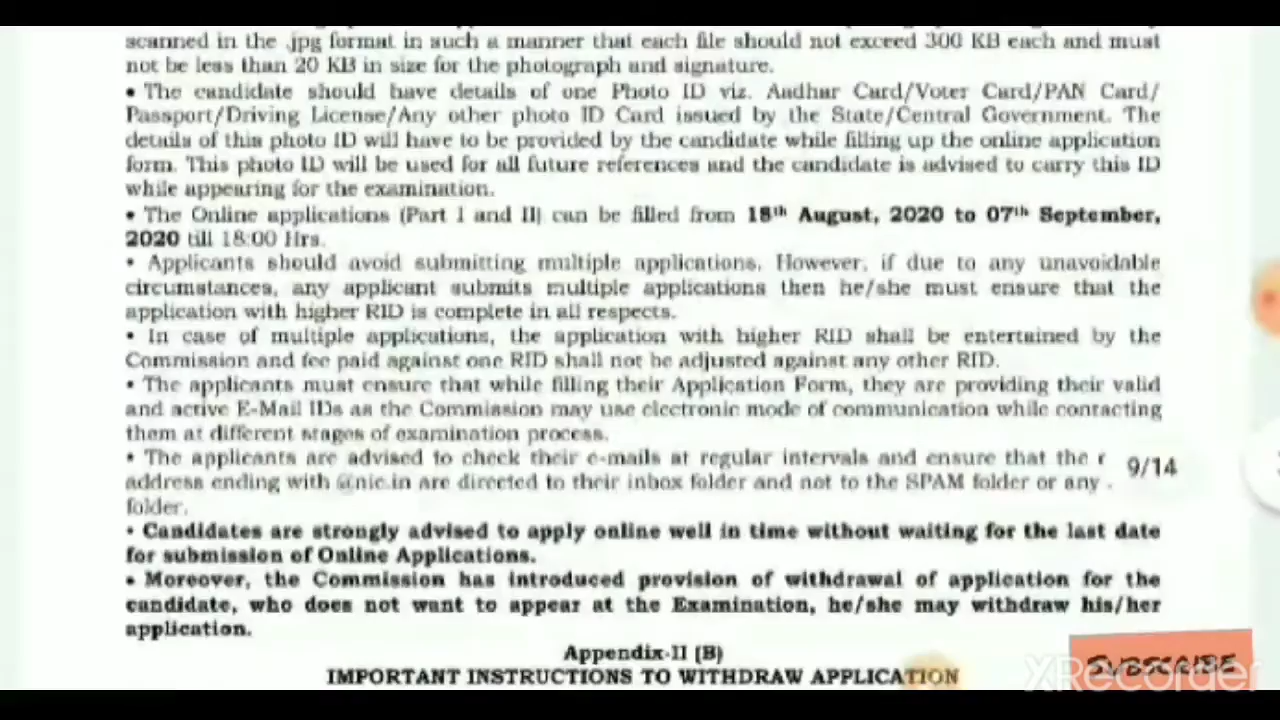 scanned in the .jpg format in such a manner that each file should not exceed 300 KB each and must
not be less than 20 KB in size for the photograph and signature.
• The candidate should have details of one Photo ID viz. Aadhar Card/Voter Card/PAN Card/
Passport/Driving License/Any other photo ID Card issued by the State/Central Government. The
details of this photo ID will have to be provided by the candidate while filling up the online application
form. This photo ID will be used for all future references and the candidate is advised to carry this ID
while appearing for the examination.
• The Online applications (Part I and II) can be filled from 18th August, 2020 to 07th September,
2020 till 18:00 Hrs.
• Applicants should avoid submitting multiple applications. However, if due to any unavoidable
circumstances, any applicant submits multiple applications then he/she must ensure that the
application with higher RID is complete in all respects.
• In case of multiple applications, the application with higher RID shall be entertained by the
Commission and fee paid against one RID shall not be adjusted against any other RID.
• The applicants must ensure that while filling their Application Form, they are providing their valid
and active E-Mail IDs as the Commission may use electronic mode of communication while contacting
them at different stages of examination process.
• The applicants are advised to check their e-mails at regular intervals and ensure that the
address ending with @nic.in are directed to their inbox folder and not to the SPAM folder or any
folder.
9/14
• Candidates are strongly advised to apply online well in time without waiting for the last date
for submission of Online Applications.
• Moreover, the Commission has introduced provision of withdrawal of application for the
candidate, who does not want to appear at the Examination, he/she may withdraw his/her
application.
Appendix-II (B)
IMPORTANT INSTRUCTIONS TO WITHDRAW APPLICATION
SUBSCRIBE
XRecorder